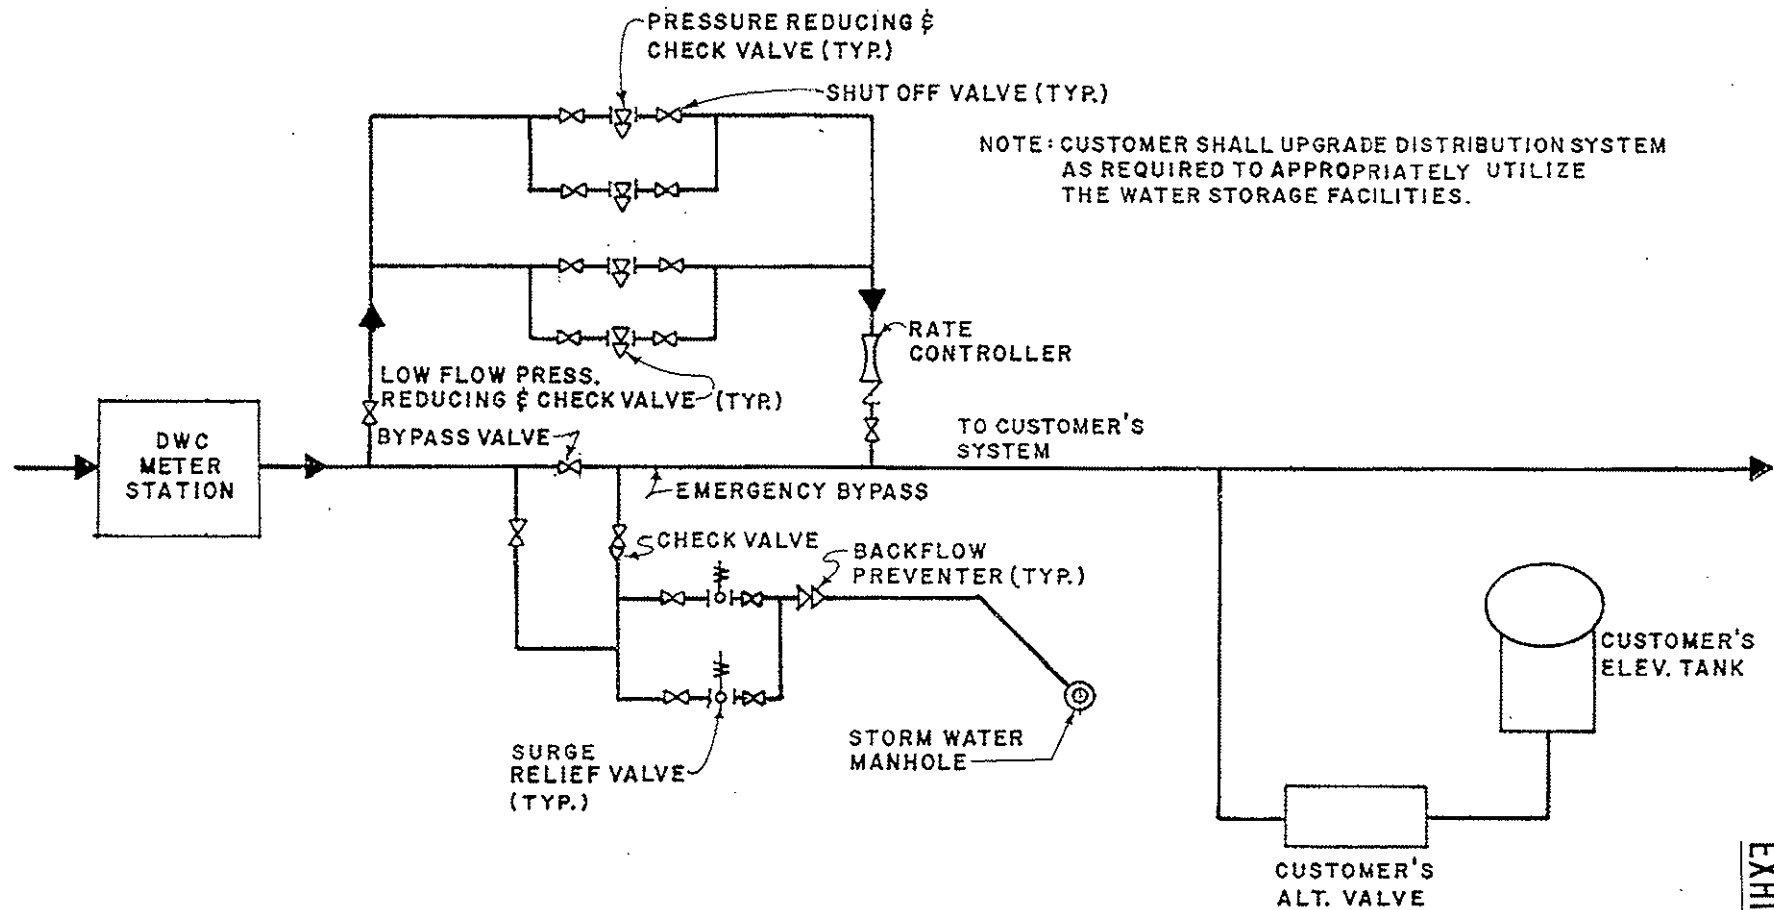 PRESSURE REDUCING &
CHECK VALVE (TYP.)
SHUT OFF VALVE (TYP.)
NOTE: CUSTOMER SHALL UPGRADE DISTRIBUTION SYSTEM
AS REQUIRED TO APPROPRIATELY UTILIZE
THE WATER STORAGE FACILITIES.
RATE
CONTROLLER
LOW FLOW PRESS.
REDUCING & CHECK VALVE (TYP.)
DWC
METER
STATION
BYPASS VALVE
TO CUSTOMER'S
SYSTEM
EMERGENCY BYPASS
CHECK VALVE
BACKFLOW
PREVENTER (TYP.)
CUSTOMER'S
ELEV. TANK
SURGE
RELIEF VALVE
(TYP.)
STORM WATER
MANHOLE
CUSTOMER'S
ALT. VALVE